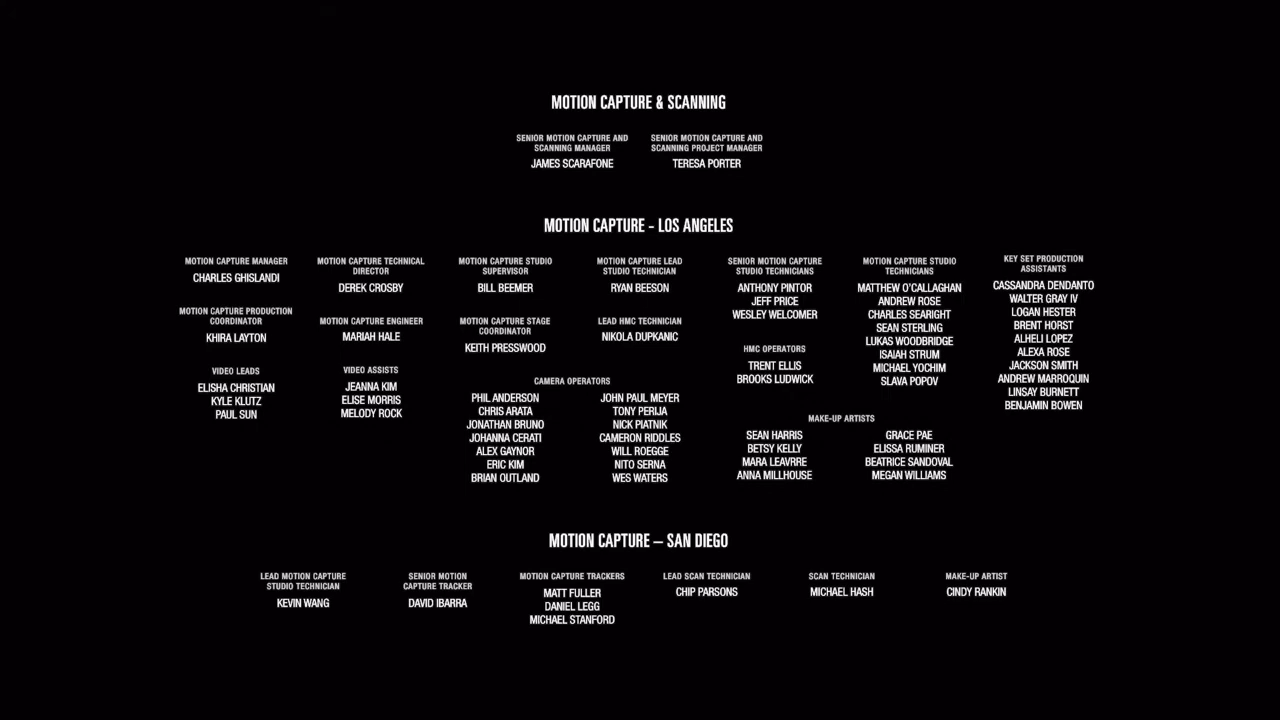 MOTION CAPTURE & SCANNING
SENIOR MOTION CAPTURE AND
SCANNING MANAGER
JAMES SCARAFONE
SENIOR MOTION CAPTURE AND
SCANNING PROJECT MANAGER
TERESA PORTER
MOTION CAPTURE - LOS ANGELES
MOTION CAPTURE MANAGER
CHARLES GHISLANDI
MOTION CAPTURE PRODUCTION
COORDINATOR
KHIRA LAYTON
VIDEO LEADS
ELISHA CHRISTIAN
KYLE KLUTZ
PAUL SUN
MOTION CAPTURE TECHNICAL
DIRECTOR
DEREK CROSBY
MOTION CAPTURE ENGINEER
MARIAH HALE
VIDEO ASSISTS
JEANNA KIM
ELISE MORRIS
MELODY ROCK
MOTION CAPTURE STUDIO
SUPERVISOR
BILL BEEMER
MOTION CAPTURE STAGE
COORDINATOR
KEITH PRESSWOOD
MOTION CAPTURE LEAD
STUDIO TECHNICIAN
RYAN BEESON
LEAD HMC TECHNICIAN
NIKOLA DUPKANIC
CAMERA OPERATORS
PHIL ANDERSON
CHRIS ARATA
JONATHAN BRUNO
JOHANNA CERATI
ALEX GAYNOR
ERIC KIM
BRIAN OUTLAND
JOHN PAUL MEYER
TONY PERIJA
NICK PIATNIK
CAMERON RIDDLES
WILL ROEGGE
NITO SERNA
WES WATERS
SENIOR MOTION CAPTURE
STUDIO TECHNICIANS
ANTHONY PINTOR
JEFF PRICE
WESLEY WELCOMER
HMC OPERATORS
TRENT ELLIS
BROOKS LUDWICK
MOTION CAPTURE STUDIO
TECHNICIANS
MATTHEW O'CALLAGHAN
ANDREW ROSE
CHARLES SEARIGHT
SEAN STERLING
LUKAS WOODBRIDGE
ISAIAH STRUM
MICHAEL YOCHIM
SLAVA POPOV
MAKE-UP ARTISTS
SEAN HARRIS
BETSY KELLY
MARA LEAVRRE
ANNA MILLHOUSE
GRACE PAE
ELISSA RUMINER
BEATRICE SANDOVAL
MEGAN WILLIAMS
KEY SET PRODUCTION
ASSISTANTS
CASSANDRA DENDANTO
WALTER GRAY IV
LOGAN HESTER
BRENT HORST
ALHELI LOPEZ
ALEXA ROSE
JACKSON SMITH
ANDREW MARROQUIN
LINSAY BURNETT
BENJAMIN BOWEN
MOTION CAPTURE – SAN DIEGO
LEAD MOTION CAPTURE
STUDIO TECHNICIAN
KEVIN WANG
SENIOR MOTION
CAPTURE TRACKER
DAVID IBARRA
MOTION CAPTURE TRACKERS
MATT FULLER
DANIEL LEGG
MICHAEL STANFORD
LEAD SCAN TECHNICIAN
CHIP PARSONS
SCAN TECHNICIAN
MICHAEL HASH
MAKE-UP ARTIST
CINDY RANKIN